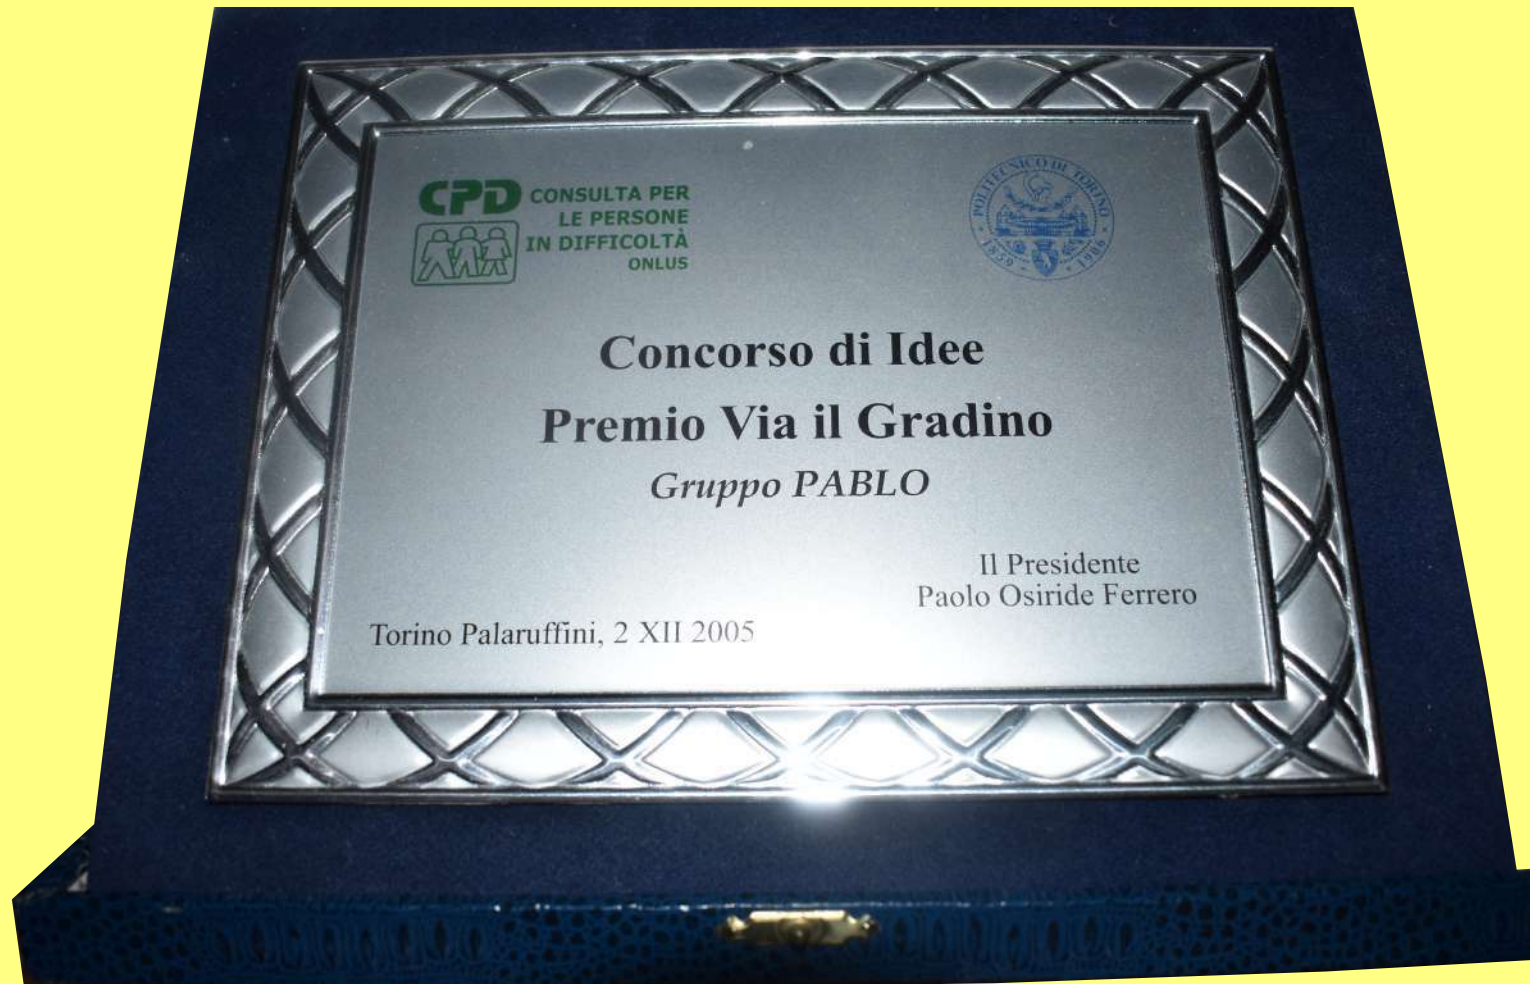 CPD CONSULTA PER
LE PERSONE
IN DIFFICOLTÀ
ONLUS
POLITECNICO DI TORINO
1859 - 1906
Concorso di Idee
Premio Via il Gradino
Gruppo PABLO
Il Presidente
Paolo Osiride Ferrero
Torino Palaruffini, 2 XII 2005